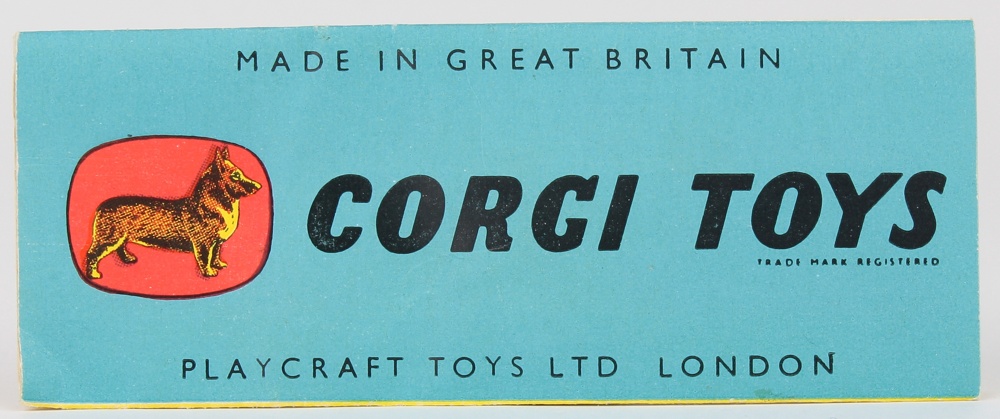 MADE IN GREAT BRITAIN
CORGI TOYS
TRADE MARK REGISTERED
PLAYCRAFT TOYS LTD LONDON